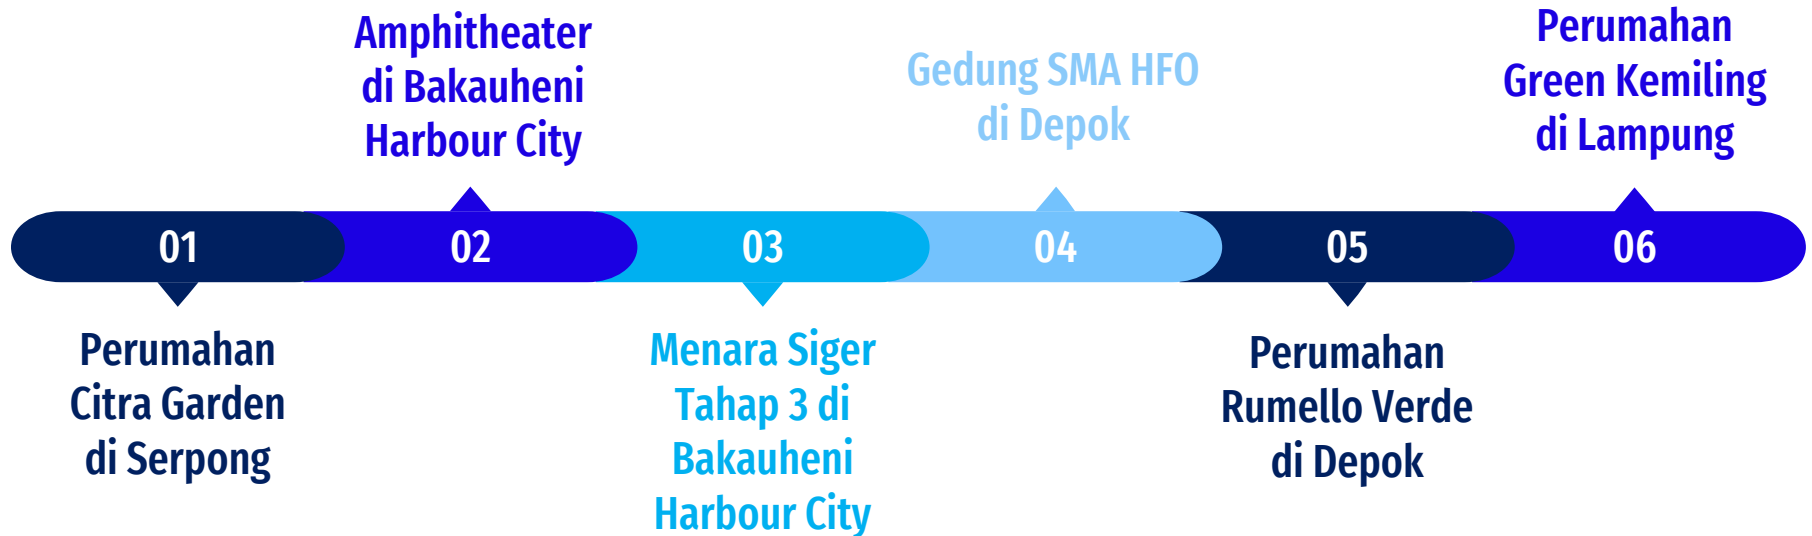 01
Perumahan
Citra Garden
di Serpong
02
Amphitheater
di Bakauheni
Harbour City
03
Menara Siger
Tahap 3 di
Bakauheni
Harbour City
04
Gedung SMA HFO
di Depok
05
Perumahan
Rumello Verde
di Depok
06
Perumahan
Green Kemiling
di Lampung